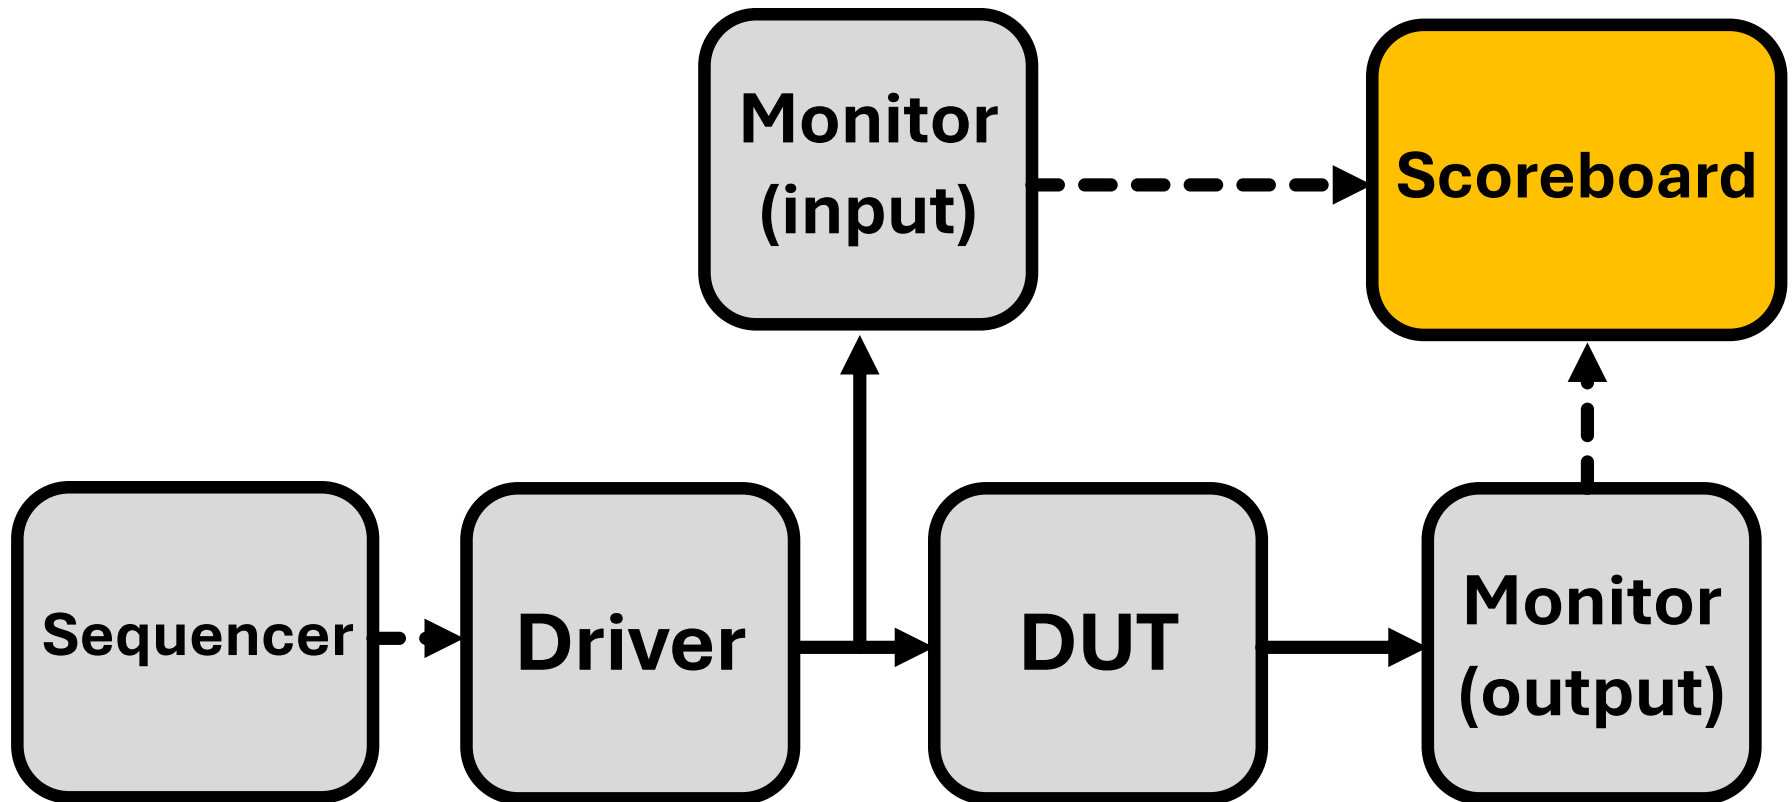 Monitor
(input)
Scoreboard
Sequencer
Driver
DUT
Monitor
(output)